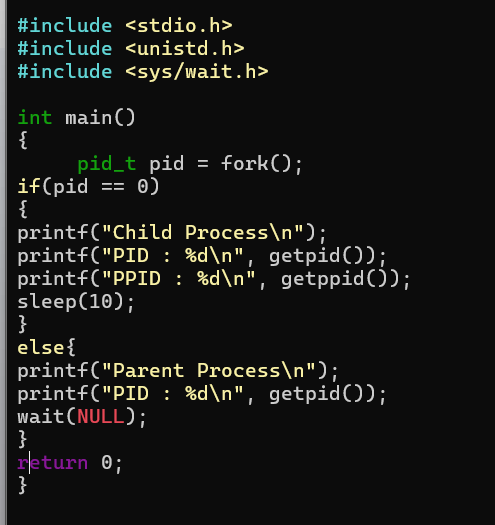 #include <stdio.h>
#include <unistd.h>
#include <sys/wait.h>

int main()
{
     pid_t pid = fork();
if(pid == 0)
{
printf("Child Process\n");
printf("PID : %d\n", getpid());
printf("PPID : %d\n", getppid());
sleep(10);
}
else{
printf("Parent Process\n");
printf("PID : %d\n", getpid());
wait(NULL);
}
return 0;
}